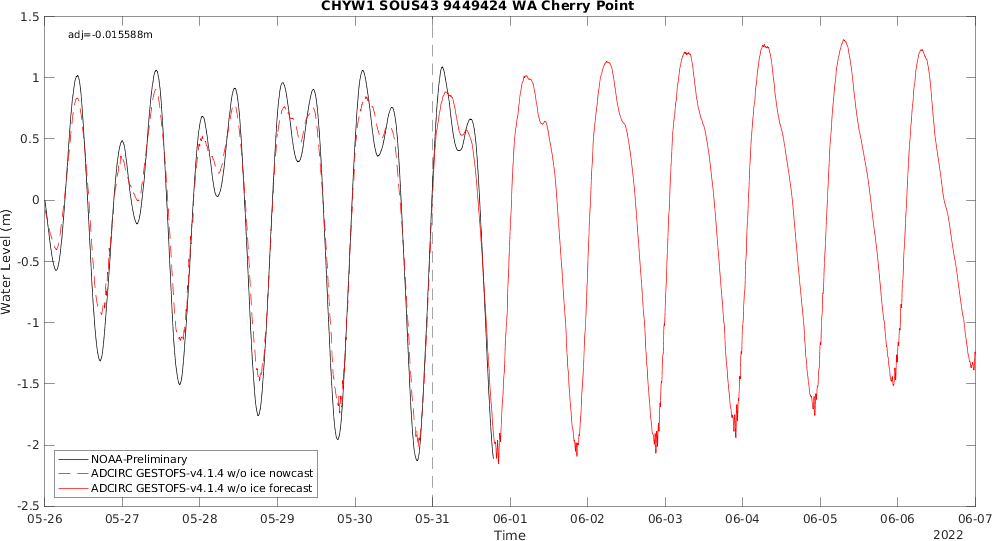 CHYW1 SOUS43 9449424 WA Cherry Point
adj=-0.015588m
1.5
1
0.5
0
-0.5
-1
-1.5
-2
-2.5
Water Level (m)
NOAA-Preliminary
ADCIRC GESTOFS-v4.1.4 w/o ice nowcast
ADCIRC GESTOFS-v4.1.4 w/o ice forecast
05-26 05-27 05-28 05-29 05-30 05-31 06-01 06-02 06-03 06-04 06-05 06-06 06-07
Time
2022